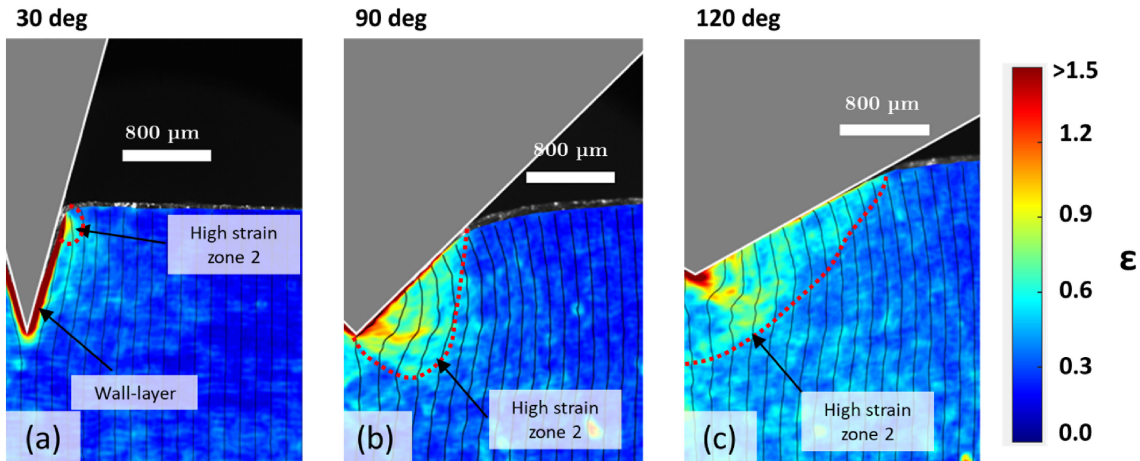 30 deg
90 deg
120 deg
800 μm
High strain
zone 2
Wall-layer
(a)
800 μm
High strain
zone 2
(b)
800 μm
High strain
zone 2
(c)
>1.5
1.2
0.9
0.6
0.3
0.0
ε